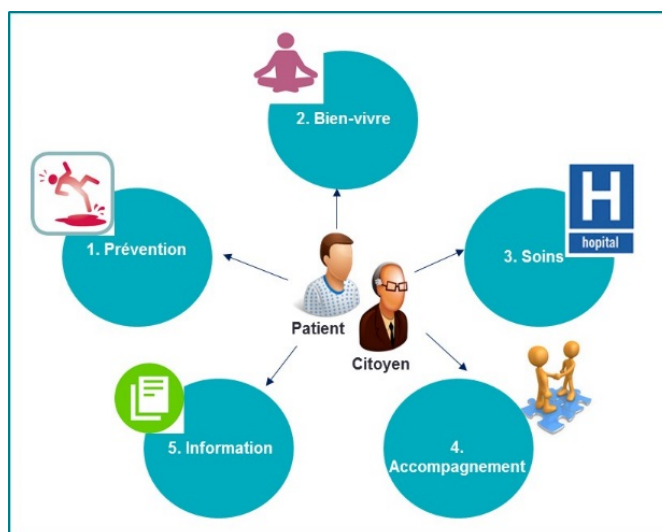 2. Bien-vivre
1. Prévention
H
hopital
3. Soins
Patient
Citoyen
5. Information
4.
Accompagnement